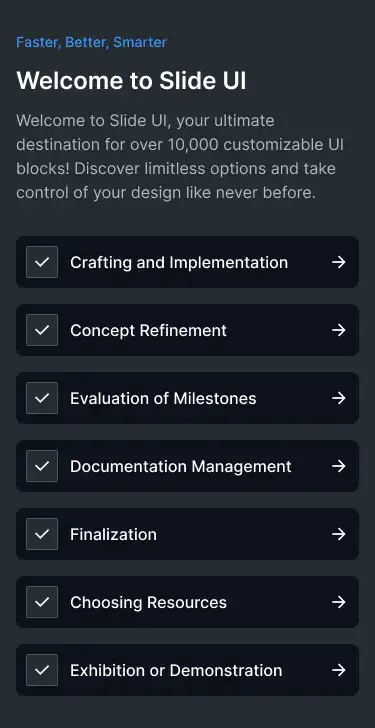 Faster, Better, Smarter
Welcome to Slide UI
Welcome to Slide UI, your ultimate
destination for over 10,000 customizable UI
blocks! Discover limitless options and take
control of your design like never before.
Crafting and Implementation
Concept Refinement
Evaluation of Milestones
Documentation Management
Finalization
Choosing Resources
Exhibition or Demonstration